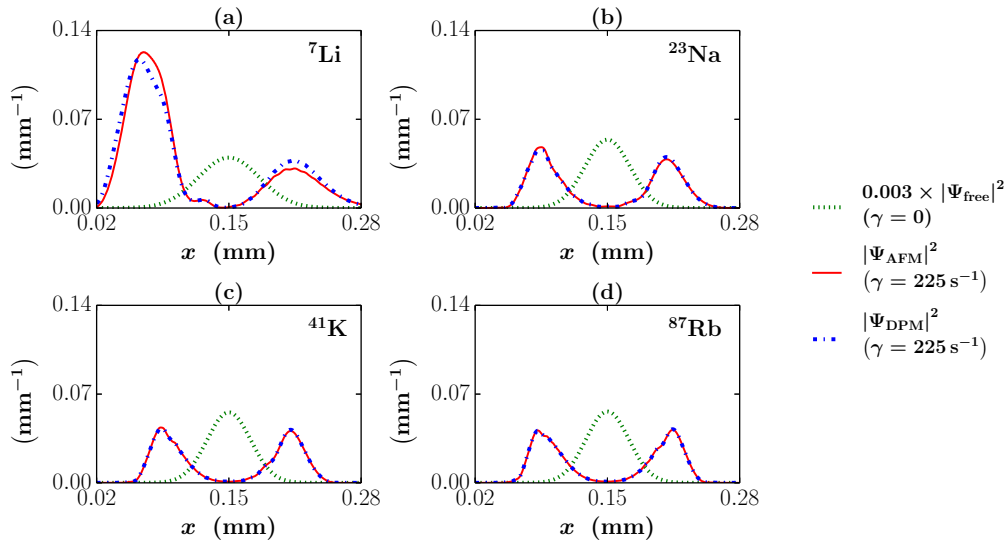 (a)
0.14
⁷Li
0.07
0.00
(mm⁻¹)
0.02
0.15
0.28
x (mm)
(b)
0.14
²³Na
0.07
0.00
(mm⁻¹)
0.02
0.15
0.28
x (mm)
0.003 × |Ψ_free|²
(γ = 0)
|Ψ_AFM|²
(γ = 225 s⁻¹)
|Ψ_DPM|²
(γ = 225 s⁻¹)
(c)
0.14
⁴¹K
0.07
0.00
(mm⁻¹)
0.02
0.15
0.28
x (mm)
(d)
0.14
⁸⁷Rb
0.07
0.00
(mm⁻¹)
0.02
0.15
0.28
x (mm)